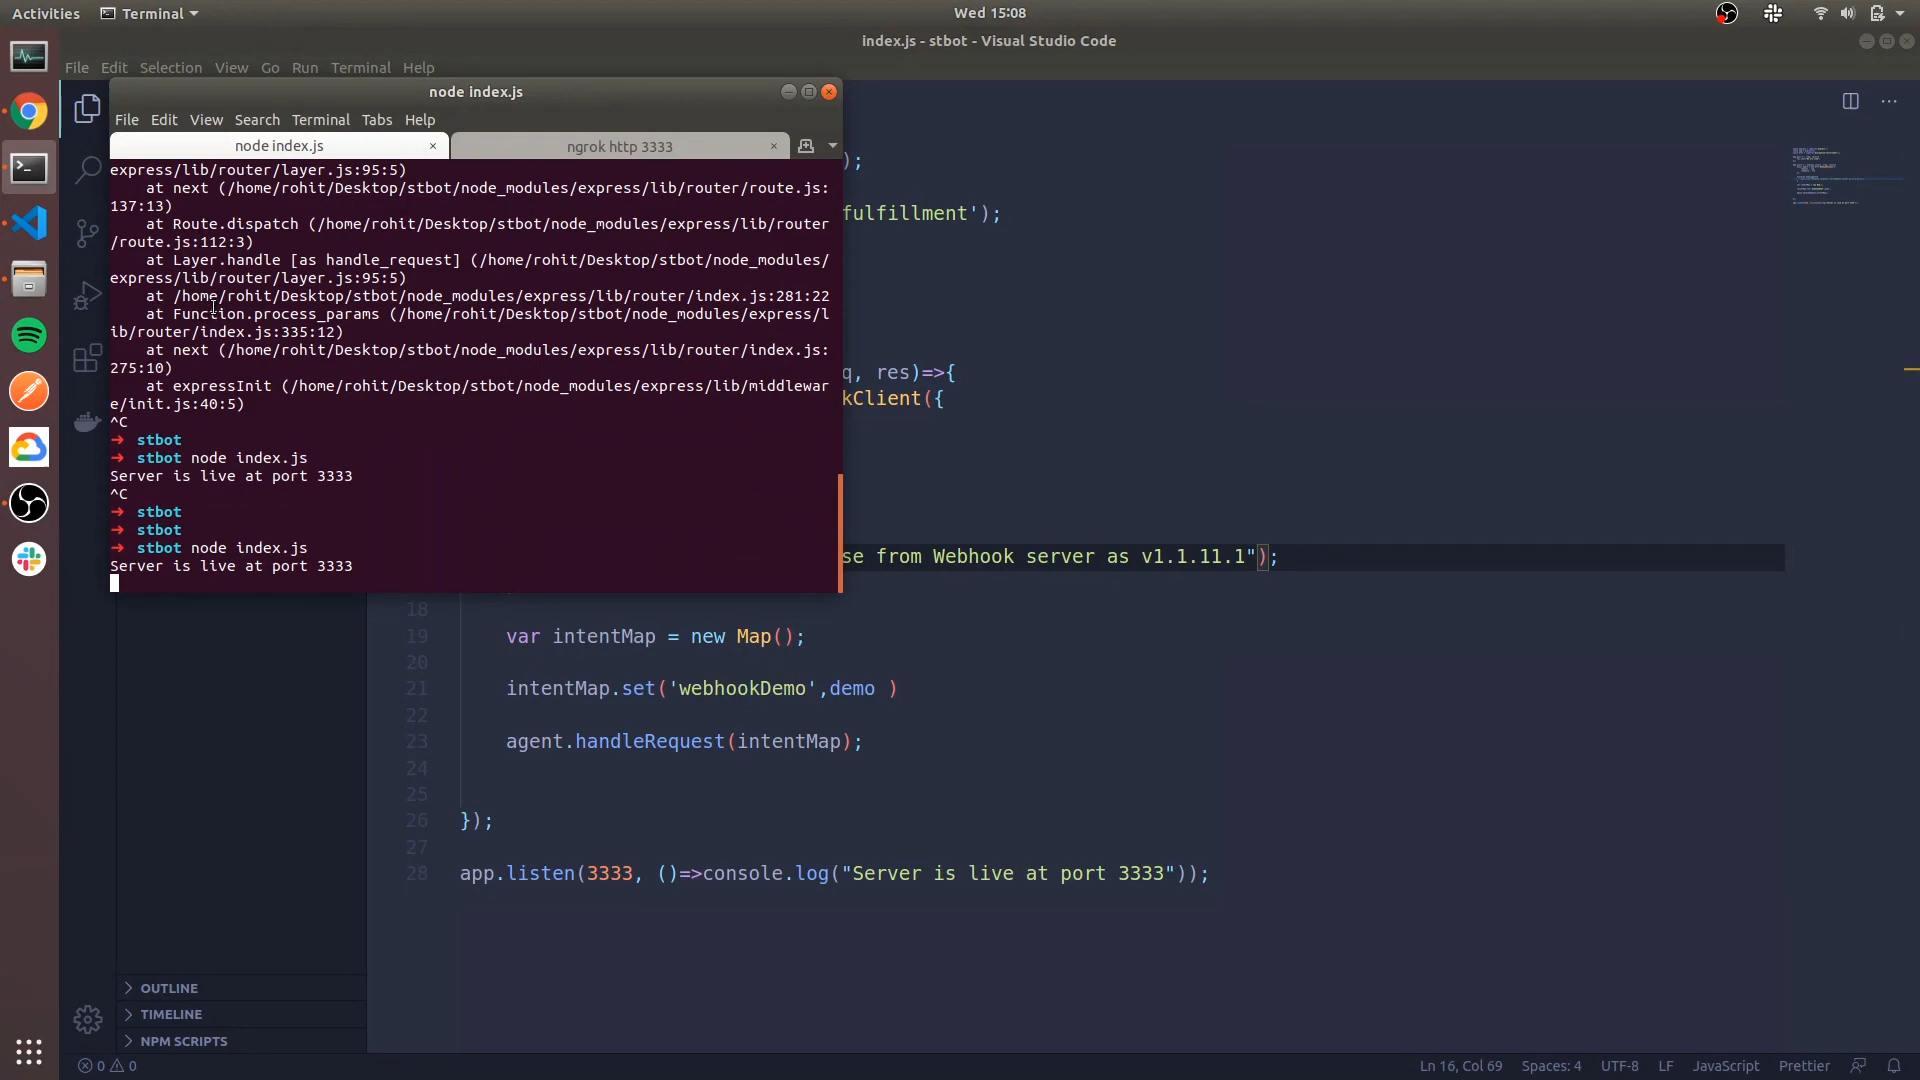 Activities
Terminal
Wed 15:08
index.js - stbot - Visual Studio Code
File Edit Selection View Go Run Terminal Help
node index.js
File Edit View Search Terminal Tabs Help
node index.js ×
ngrok http 3333 ×
express/lib/router/layer.js:95:5)
at next (/home/rohit/Desktop/stbot/node_modules/express/lib/router/route.js:
137:13)
at Route.dispatch (/home/rohit/Desktop/stbot/node_modules/express/lib/router
/route.js:112:3)
at Layer.handle [as handle_request] (/home/rohit/Desktop/stbot/node_modules/
express/lib/router/layer.js:95:5)
at /home/rohit/Desktop/stbot/node_modules/express/lib/router/index.js:281:22
at Function.process_params (/home/rohit/Desktop/stbot/node_modules/express/l
ib/router/index.js:335:12)
at next (/home/rohit/Desktop/stbot/node_modules/express/lib/router/index.js:
275:10)
at expressInit (/home/rohit/Desktop/stbot/node_modules/express/lib/middlewar
e/init.js:40:5)
^C
➜ stbot
➜ stbot node index.js
Server is live at port 3333
^C
➜ stbot
➜ stbot
➜ stbot node index.js
Server is live at port 3333
);
fulfillment');
q, res)=>{
kClient({
se from Webhook server as v1.1.11.1");
18
19 var intentMap = new Map();
20
21 intentMap.set('webhookDemo',demo )
22
23 agent.handleRequest(intentMap);
24
25
26 });
27
28 app.listen(3333, ()=>console.log("Server is live at port 3333"));
OUTLINE
TIMELINE
NPM SCRIPTS
0 0
Ln 16, Col 69 Spaces: 4 UTF-8 LF JavaScript Prettier